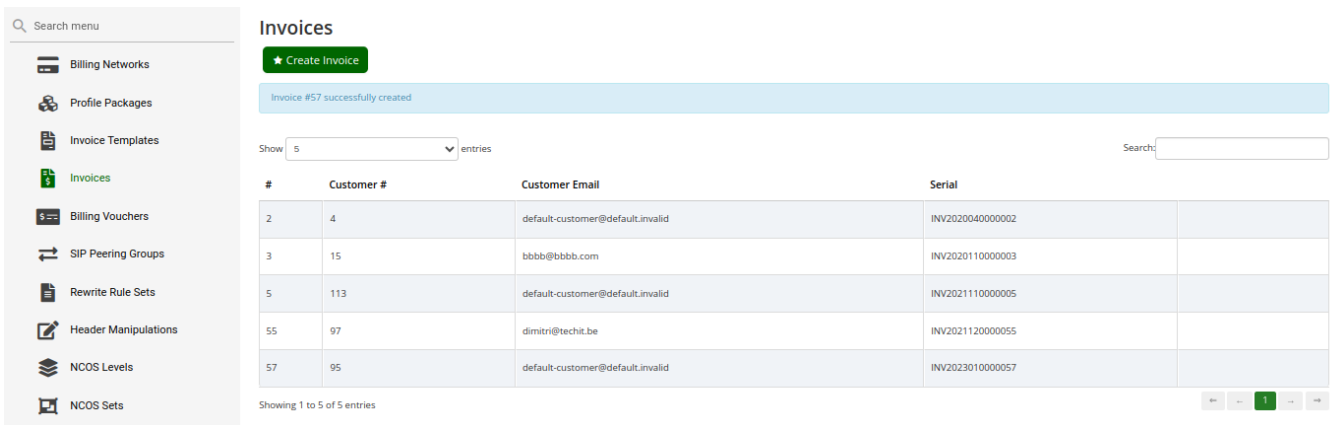 Search menu
Billing Networks
Profile Packages
Invoice Templates
Invoices
Billing Vouchers
SIP Peering Groups
Rewrite Rule Sets
Header Manipulations
NCOS Levels
NCOS Sets
Invoices
Create Invoice
Invoice #57 successfully created
Show 5 entries Search:
# Customer # Customer Email Serial
2 4 default-customer@default.invalid INV2020040000002
3 15 bbbb@bbbb.com INV2020110000003
5 113 default-customer@default.invalid INV2021110000005
55 97 dimitri@techit.be INV2021120000055
57 95 default-customer@default.invalid INV2023010000057
Showing 1 to 5 of 5 entries ⇐ ← 1 → ⇒